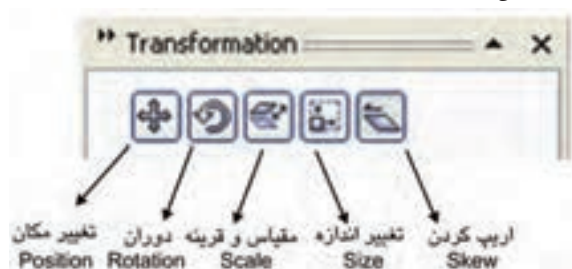 Transformation
تغییر مکان دوران مقیاس و قرینه تغییر اندازه اریب کردن
Position Rotation Scale Size Skew